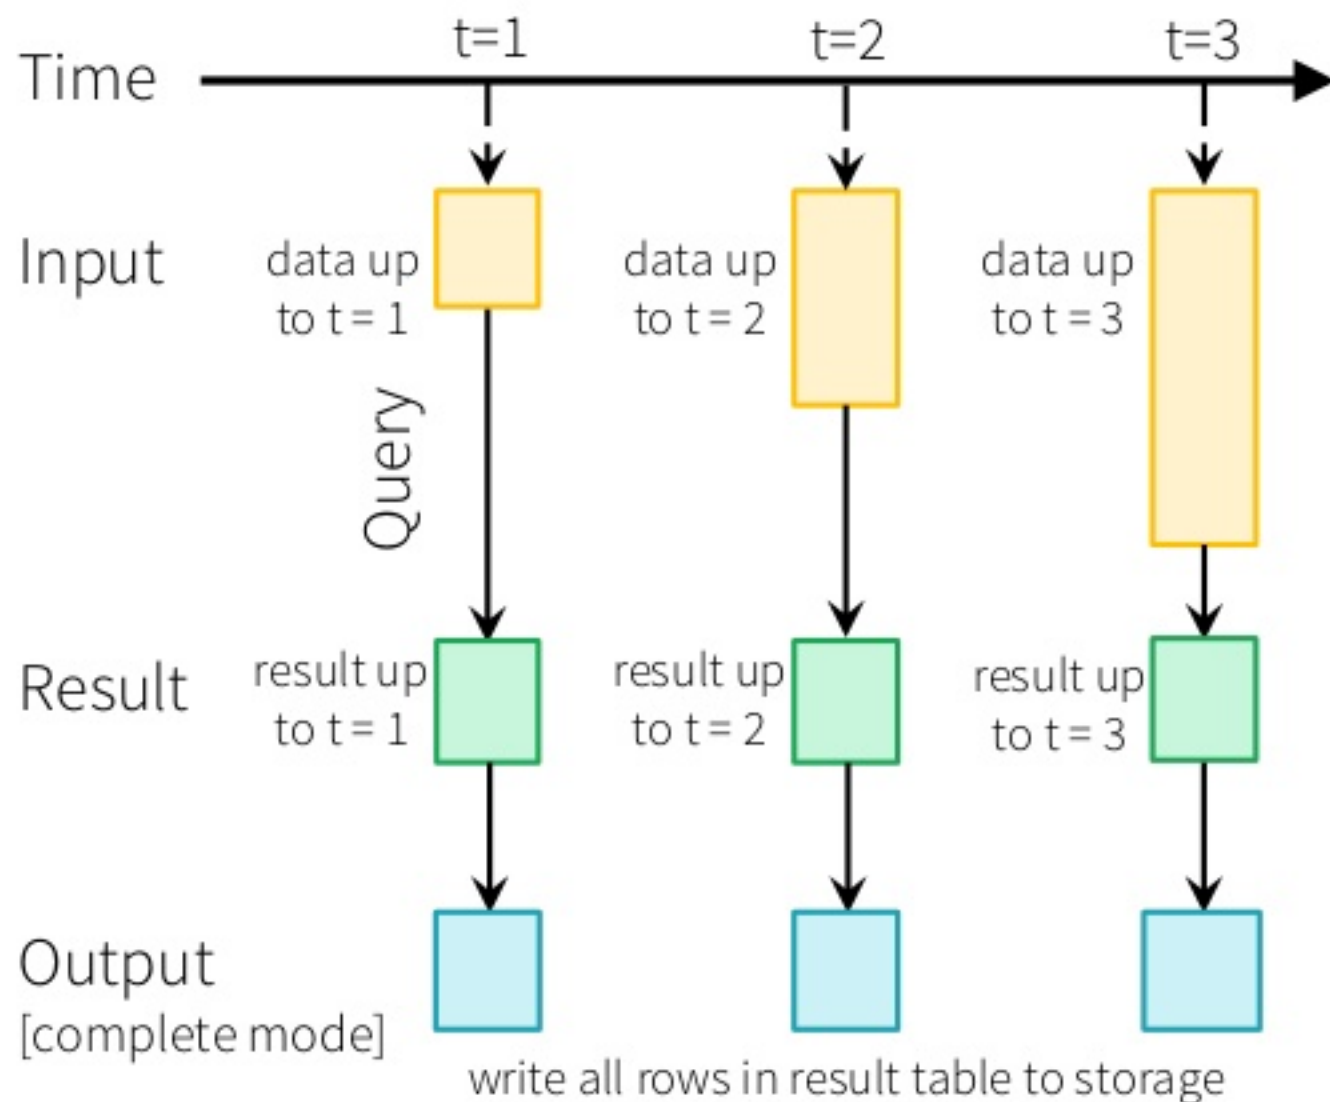 t=1 t=2 t=3
Time
Input
data up
to t = 1
data up
to t = 2
data up
to t = 3
Query
Result
result up
to t = 1
result up
to t = 2
result up
to t = 3
Output
[complete mode]
write all rows in result table to storage